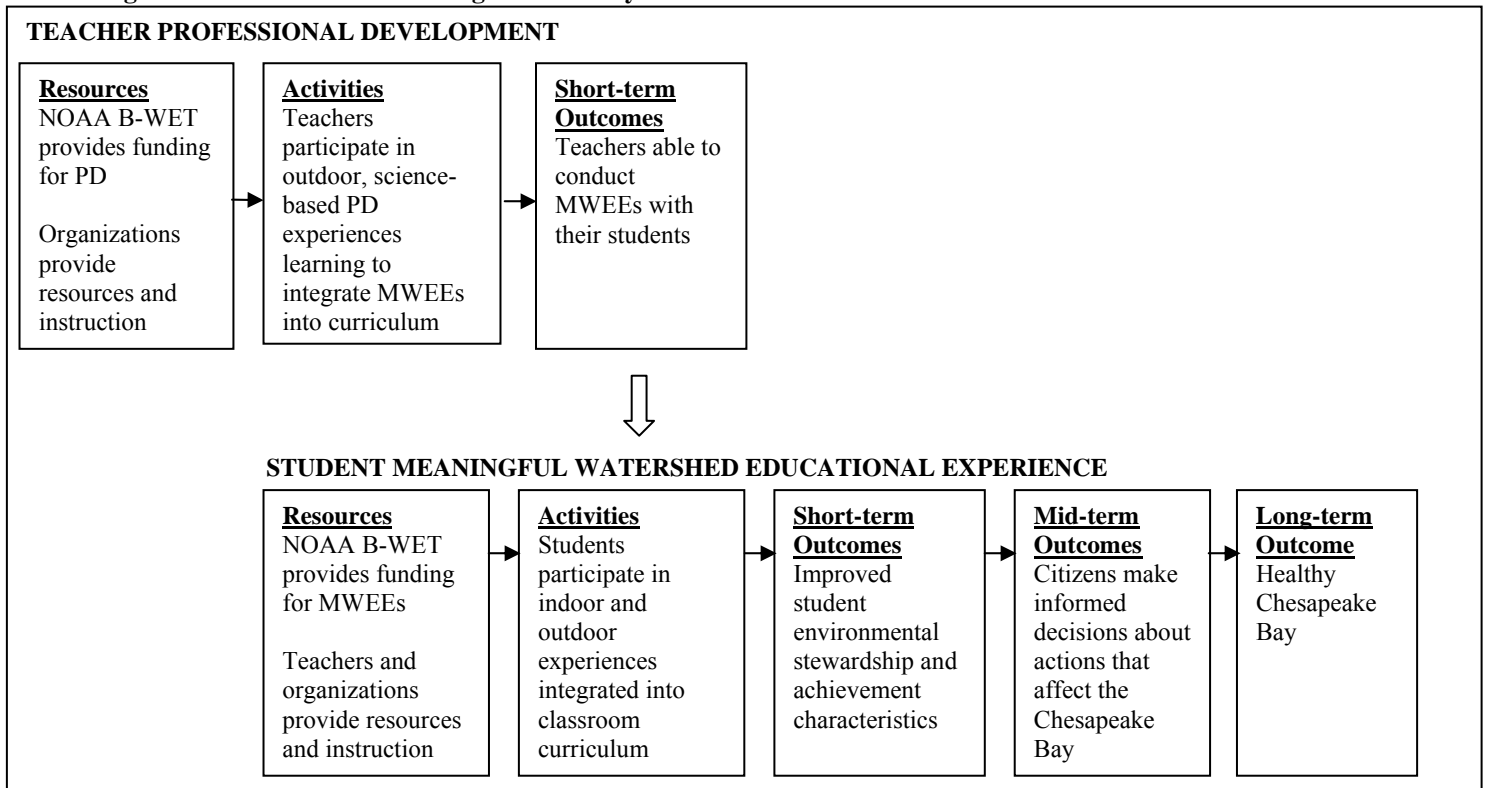 TEACHER PROFESSIONAL DEVELOPMENT
Resources
NOAA B-WET
provides funding
for PD
Organizations
provide
resources and
instruction
Activities
Teachers
participate in
outdoor, science-
based PD
experiences
learning to
integrate MWEEs
into curriculum
Short-term
Outcomes
Teachers able to
conduct
MWEEs with
their students
STUDENT MEANINGFUL WATERSHED EDUCATIONAL EXPERIENCE
Resources
NOAA B-WET
provides funding
for MWEEs
Teachers and
organizations
provide resources
and instruction
Activities
Students
participate in
indoor and
outdoor
experiences
integrated into
classroom
curriculum
Short-term
Outcomes
Improved
student
environmental
stewardship and
achievement
characteristics
Mid-term
Outcomes
Citizens make
informed
decisions about
actions that
affect the
Chesapeake
Bay
Long-term
Outcome
Healthy
Chesapeake
Bay